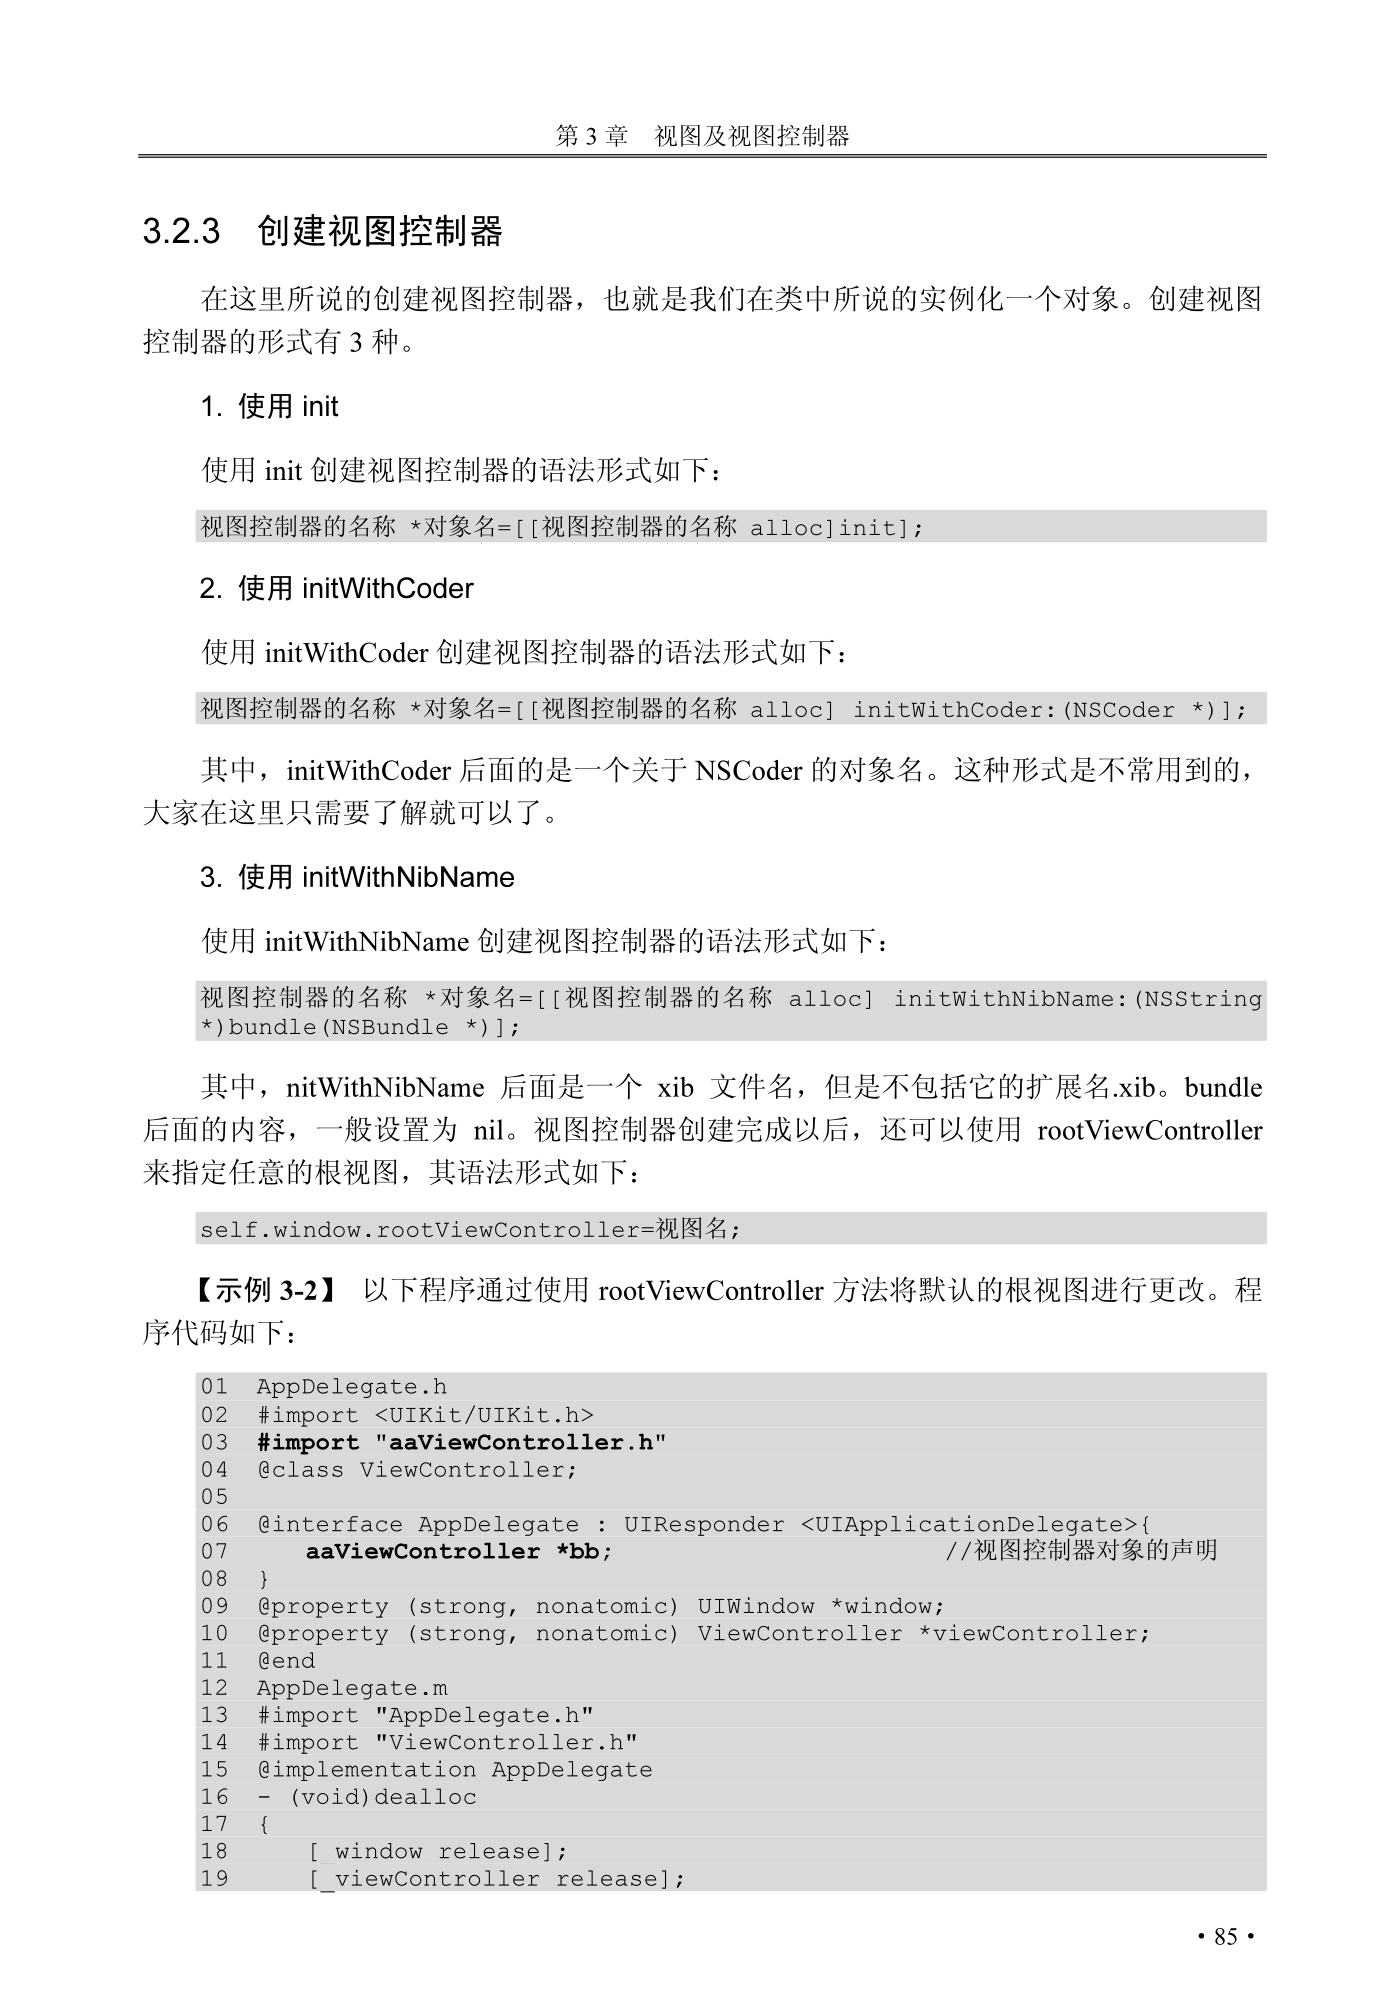 第 3 章 视图及视图控制器
3.2.3 创建视图控制器
在这里所说的创建视图控制器，也就是我们在类中所说的实例化一个对象。创建视图
控制器的形式有 3 种。
1. 使用 init
使用 init 创建视图控制器的语法形式如下：
视图控制器的名称 *对象名=[[视图控制器的名称 alloc]init];
2. 使用 initWithCoder
使用 initWithCoder 创建视图控制器的语法形式如下：
视图控制器的名称 *对象名=[[视图控制器的名称 alloc] initWithCoder:(NSCoder *)];
其中，initWithCoder 后面的是一个关于 NSCoder 的对象名。这种形式是不常用到的，
大家在这里只需要了解就可以了。
3. 使用 initWithNibName
使用 initWithNibName 创建视图控制器的语法形式如下：
视图控制器的名称 *对象名=[[视图控制器的名称 alloc] initWithNibName:(NSString
*)bundle(NSBundle *)];
其中，nitWithNibName 后面是一个 xib 文件名，但是不包括它的扩展名.xib。bundle
后面的内容，一般设置为 nil。视图控制器创建完成以后，还可以使用 rootViewController
来指定任意的根视图，其语法形式如下：
self.window.rootViewController=视图名;
【示例 3-2】 以下程序通过使用 rootViewController 方法将默认的根视图进行更改。程
序代码如下：
01 AppDelegate.h
02 #import <UIKit/UIKit.h>
03 #import "aaViewController.h"
04 @class ViewController;
05
06 @interface AppDelegate : UIResponder <UIApplicationDelegate>{
07 aaViewController *bb; //视图控制器对象的声明
08 }
09 @property (strong, nonatomic) UIWindow *window;
10 @property (strong, nonatomic) ViewController *viewController;
11 @end
12 AppDelegate.m
13 #import "AppDelegate.h"
14 #import "ViewController.h"
15 @implementation AppDelegate
16 - (void)dealloc
17 {
18 [_window release];
19 [_viewController release];
• 85 •